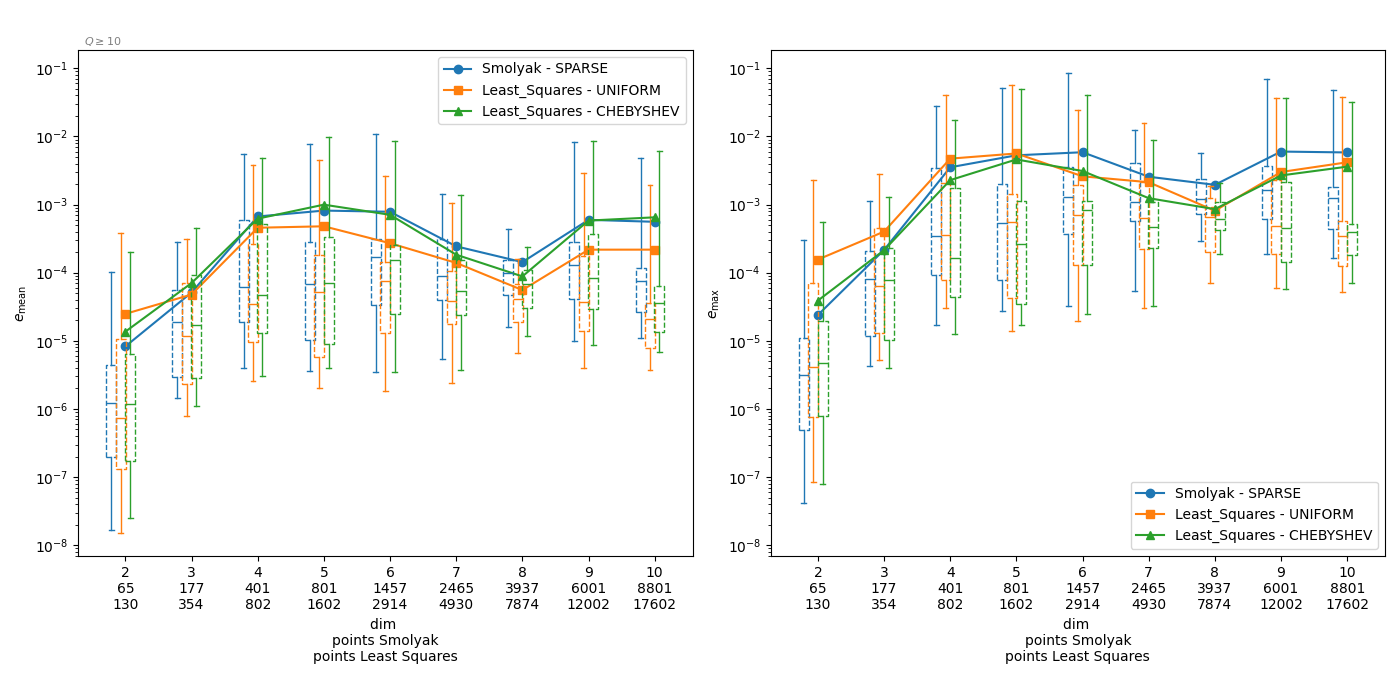 Q ≥ 10
10⁻¹
10⁻²
10⁻³
10⁻⁴
10⁻⁵
10⁻⁶
10⁻⁷
10⁻⁸
e_mean
Smolyak - SPARSE
Least_Squares - UNIFORM
Least_Squares - CHEBYSHEV
2 3 4 5 6 7 8 9 10
65 177 401 801 1457 2465 3937 6001 8801
130 354 802 1602 2914 4930 7874 12002 17602
dim
points Smolyak
points Least Squares
10⁻¹
10⁻²
10⁻³
10⁻⁴
10⁻⁵
10⁻⁶
10⁻⁷
10⁻⁸
e_max
Smolyak - SPARSE
Least_Squares - UNIFORM
Least_Squares - CHEBYSHEV
2 3 4 5 6 7 8 9 10
65 177 401 801 1457 2465 3937 6001 8801
130 354 802 1602 2914 4930 7874 12002 17602
dim
points Smolyak
points Least Squares